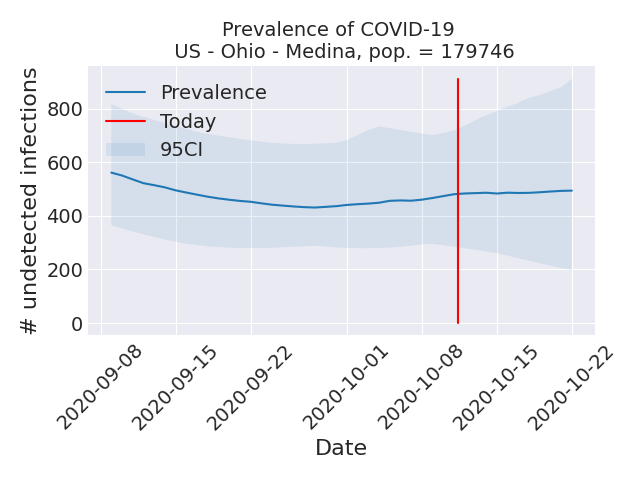 Prevalence of COVID-19
US - Ohio - Medina, pop. = 179746
# undetected infections
800
600
400
200
0
Prevalence
Today
95CI
2020-09-08
2020-09-15
2020-09-22
2020-10-01
2020-10-08
2020-10-15
2020-10-22
Date